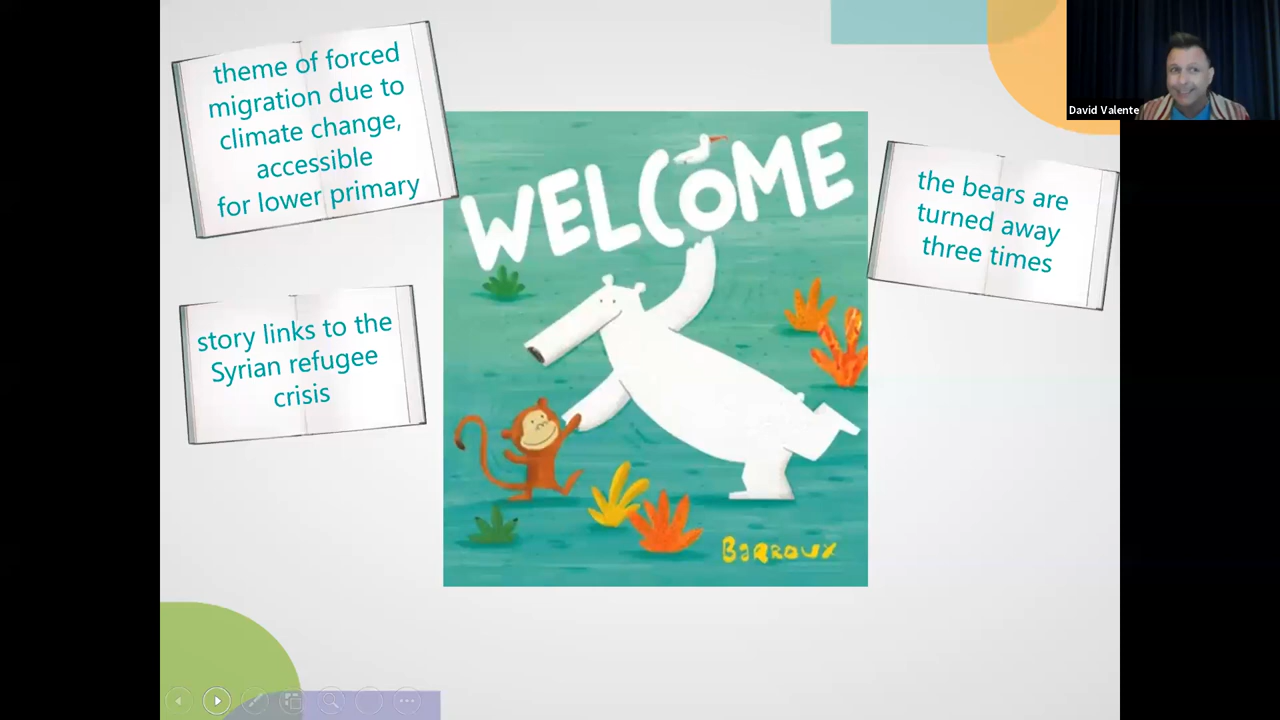 theme of forced
migration due to
climate change,
accessible
for lower primary
story links to the
Syrian refugee
crisis
WELCOME
BARROUX
the bears are
turned away
three times
David Valente